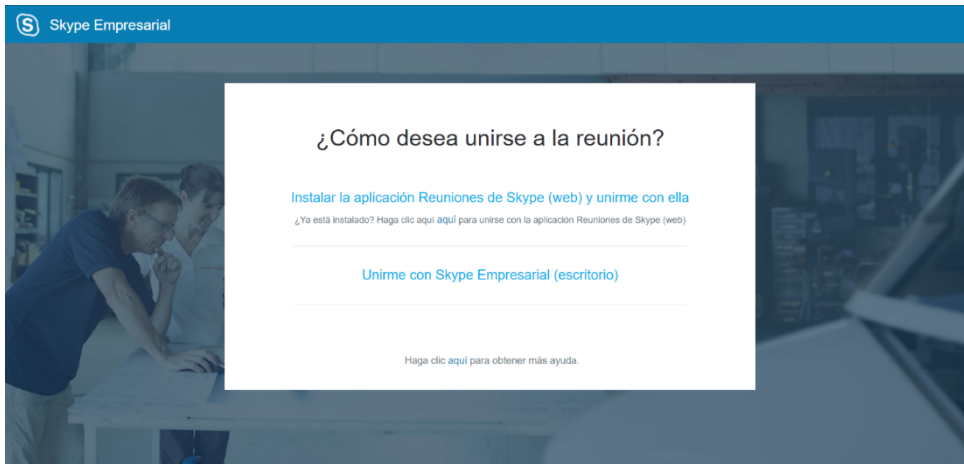 Skype Empresarial
¿Cómo desea unirse a la reunión?
Instalar la aplicación Reuniones de Skype (web) y unirme con ella
¿Ya está instalado? Haga clic aquí aquí para unirse con la aplicación Reuniones de Skype (web)
Unirme con Skype Empresarial (escritorio)
Haga clic aquí para obtener más ayuda.